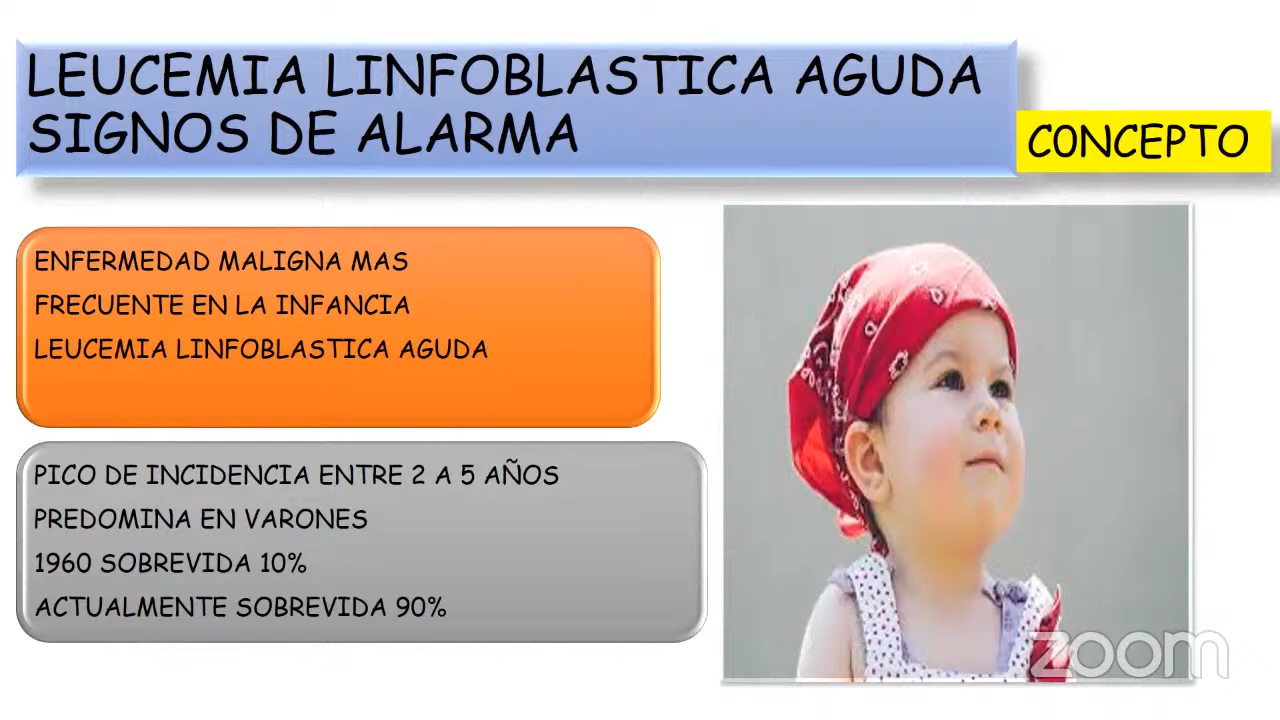 LEUCEMIA LINFOBLASTICA AGUDA
SIGNOS DE ALARMA
CONCEPTO
ENFERMEDAD MALIGNA MAS
FRECUENTE EN LA INFANCIA
LEUCEMIA LINFOBLASTICA AGUDA
PICO DE INCIDENCIA ENTRE 2 A 5 AÑOS
PREDOMINA EN VARONES
1960 SOBREVIDA 10%
ACTUALMENTE SOBREVIDA 90%
zoom